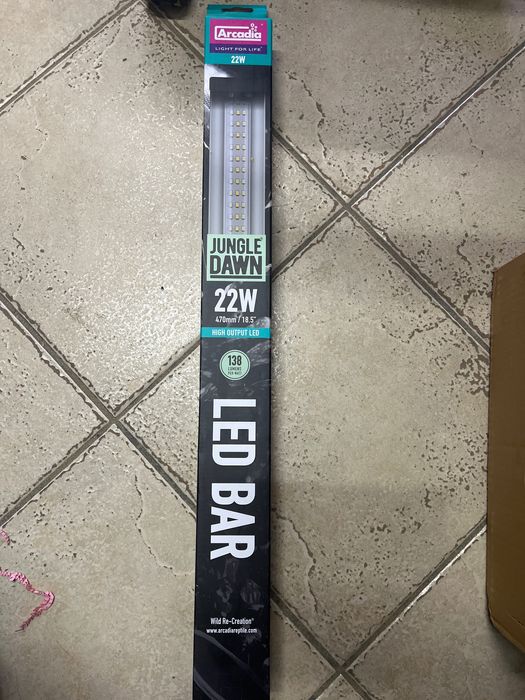 Arcadia
LIGHT FOR LIFE
22W
JUNGLE
DAWN
22W
470mm / 18.5"
HIGH OUTPUT LED
138
LUMENS
PER WATT
LED BAR
Wild Re-Creation®
www.arcadiareptile.com